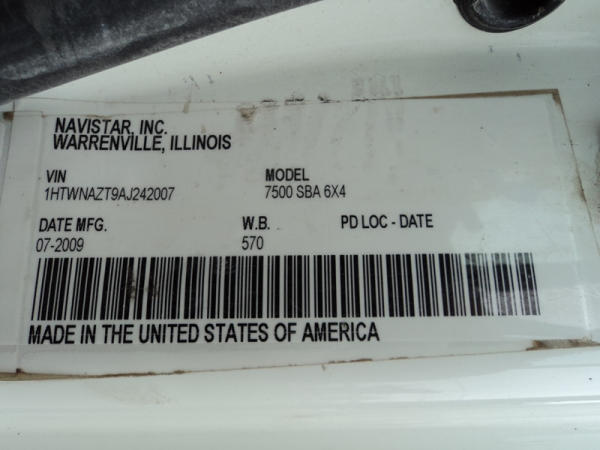 NAVISTAR, INC.
WARRENVILLE, ILLINOIS
VIN MODEL
1HTWNAZT9AJ242007 7500 SBA 6X4
DATE MFG. W.B. PD LOC - DATE
07-2009 570
MADE IN THE UNITED STATES OF AMERICA